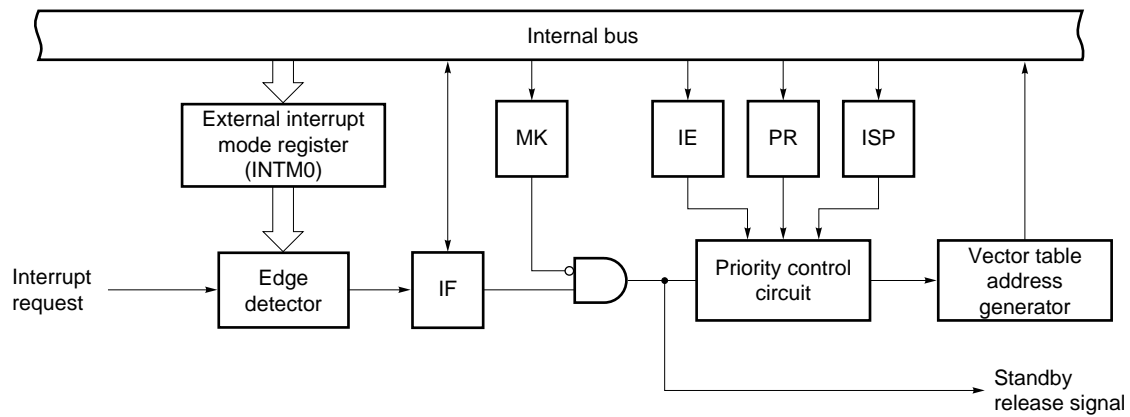 Internal bus
External interrupt
mode register
(INTM0)
MK
IE
PR
ISP
Interrupt
request
Edge
detector
IF
Priority control
circuit
Vector table
address
generator
Standby
release signal